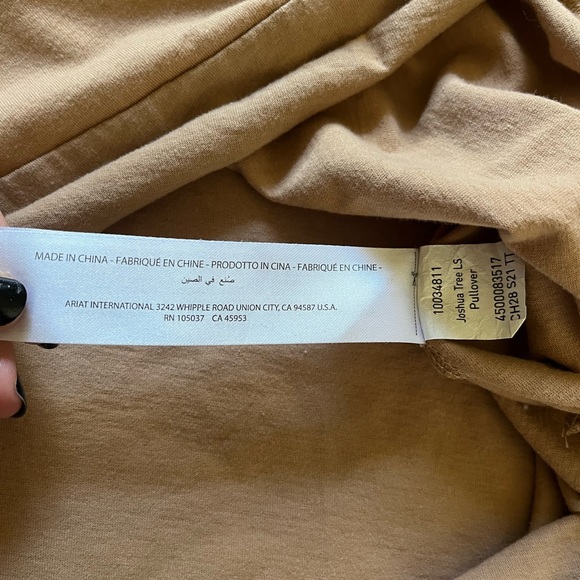 MADE IN CHINA - FABRIQUÉ EN CHINE - PRODOTTO IN CINA - FABRIQUÉ EN CHINE -
صنع في الصين
ARIAT INTERNATIONAL 3242 WHIPPLE ROAD UNION CITY, CA 94587 U.S.A.
RN 105037 CA 45953
10034811
Joshua Tree LS
Pullover
4500083517
CH28 S21 TT